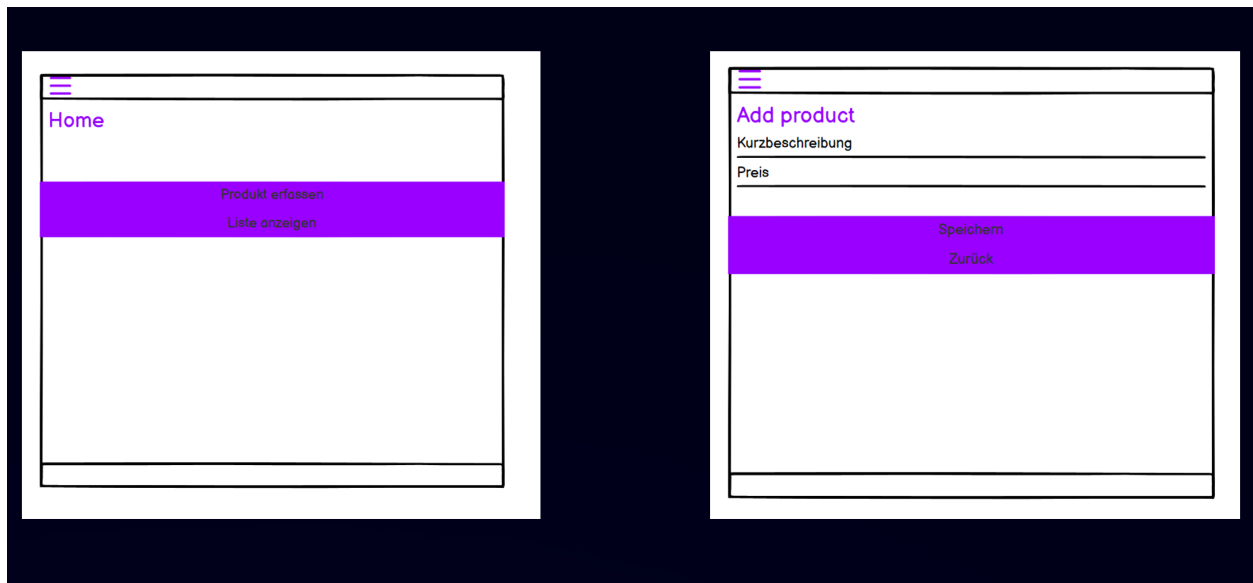 Home
Produkt erfassen
Liste anzeigen
Add product
Kurzbeschreibung
Preis
Speichern
Zurück